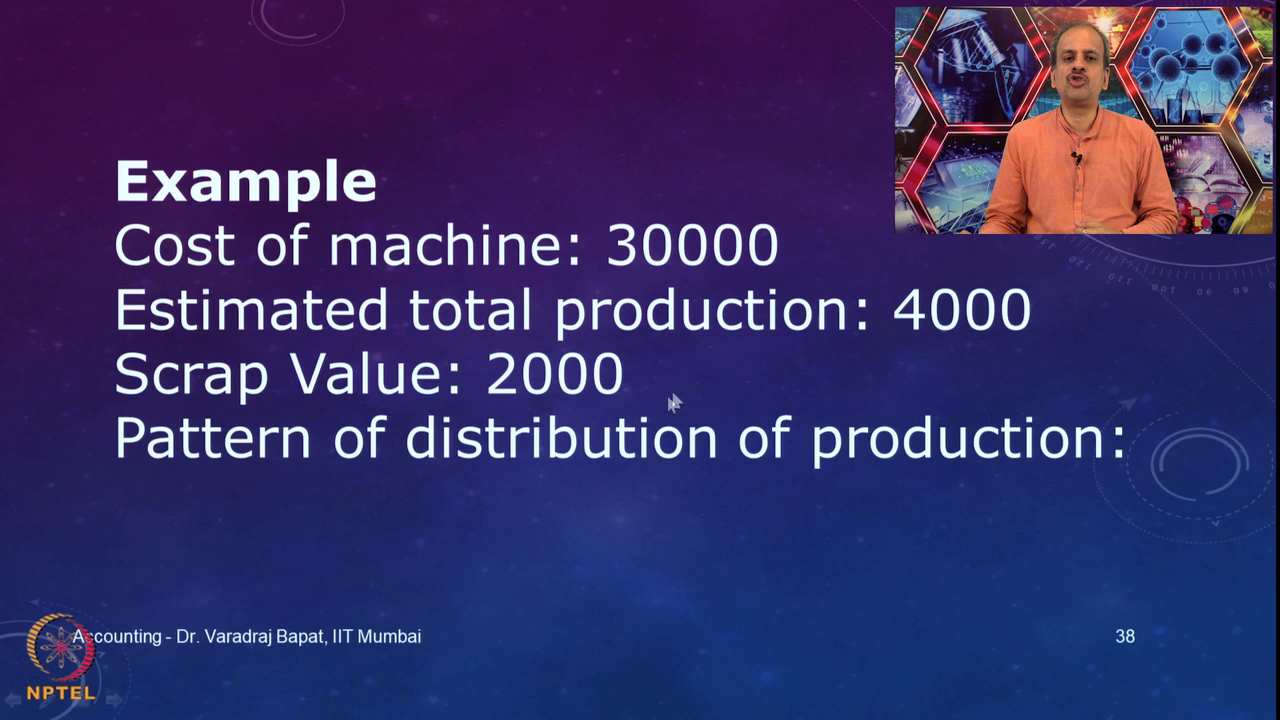 Example
Cost of machine: 30000
Estimated total production: 4000
Scrap Value: 2000
Pattern of distribution of production:
Accounting - Dr. Varadraj Bapat, IIT Mumbai
38
NPTEL